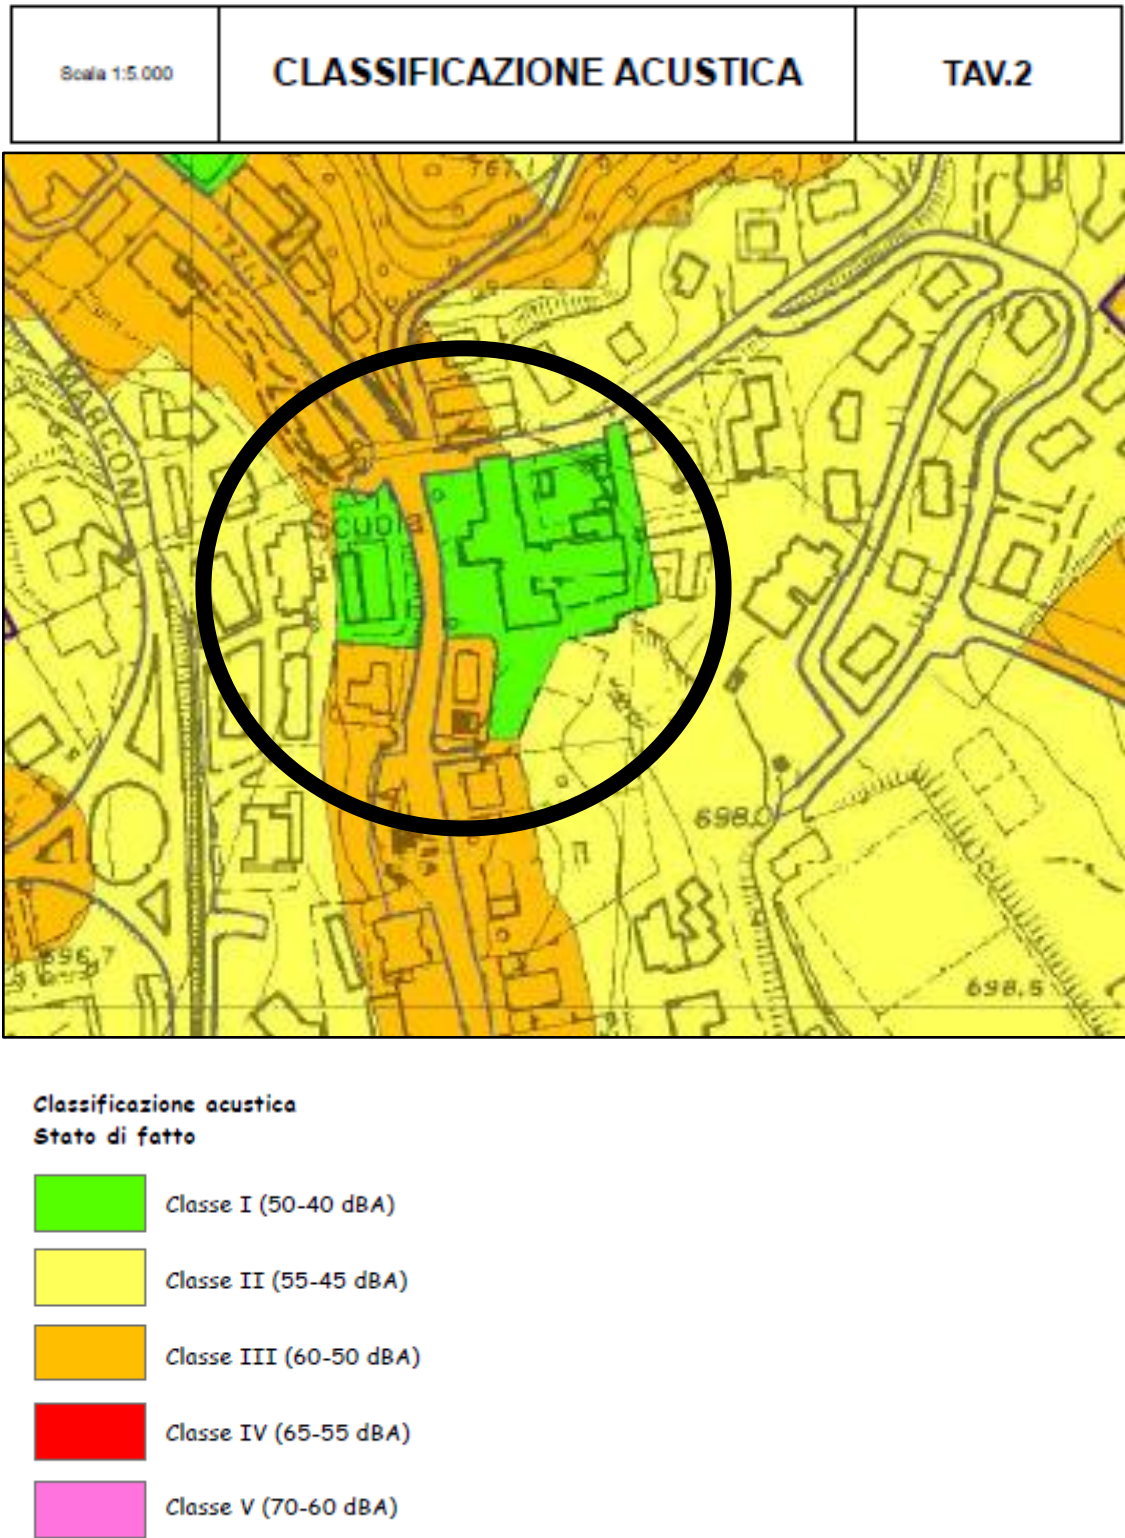 Scala 1:5.000
CLASSIFICAZIONE ACUSTICA
TAV.2
767.1
721.7
MARCON
Scuola
698.0
696.7
698.5
Classificazione acustica
Stato di fatto
Classe I (50-40 dBA)
Classe II (55-45 dBA)
Classe III (60-50 dBA)
Classe IV (65-55 dBA)
Classe V (70-60 dBA)